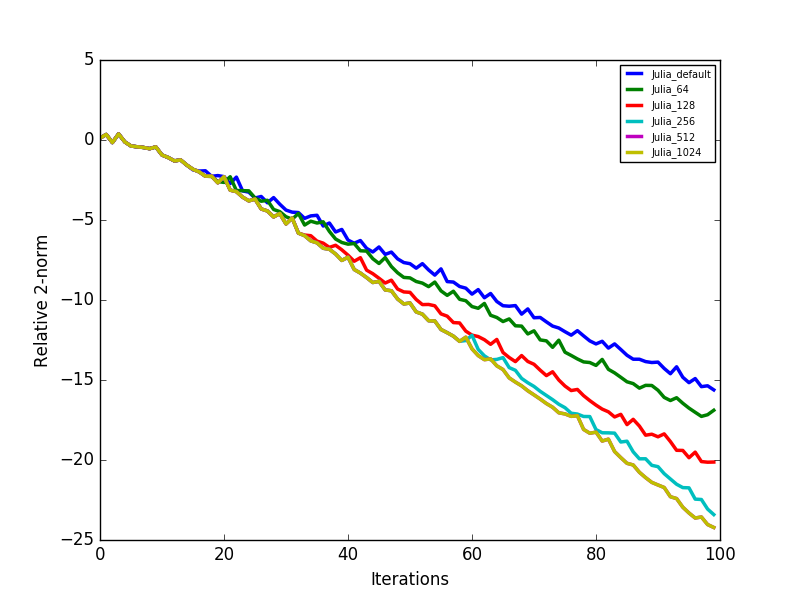 5
0
−5
−10
−15
−20
−25
0 20 40 60 80 100
Relative 2-norm
Iterations
Julia_default
Julia_64
Julia_128
Julia_256
Julia_512
Julia_1024